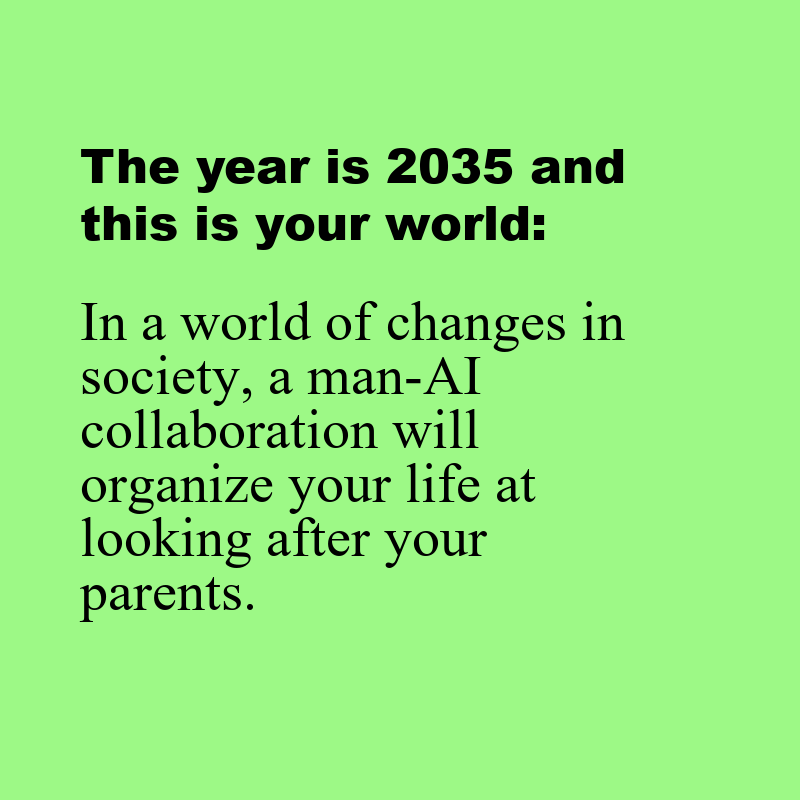 The year is 2035 and
this is your world:
In a world of changes in
society, a man-AI
collaboration will
organize your life at
looking after your
parents.